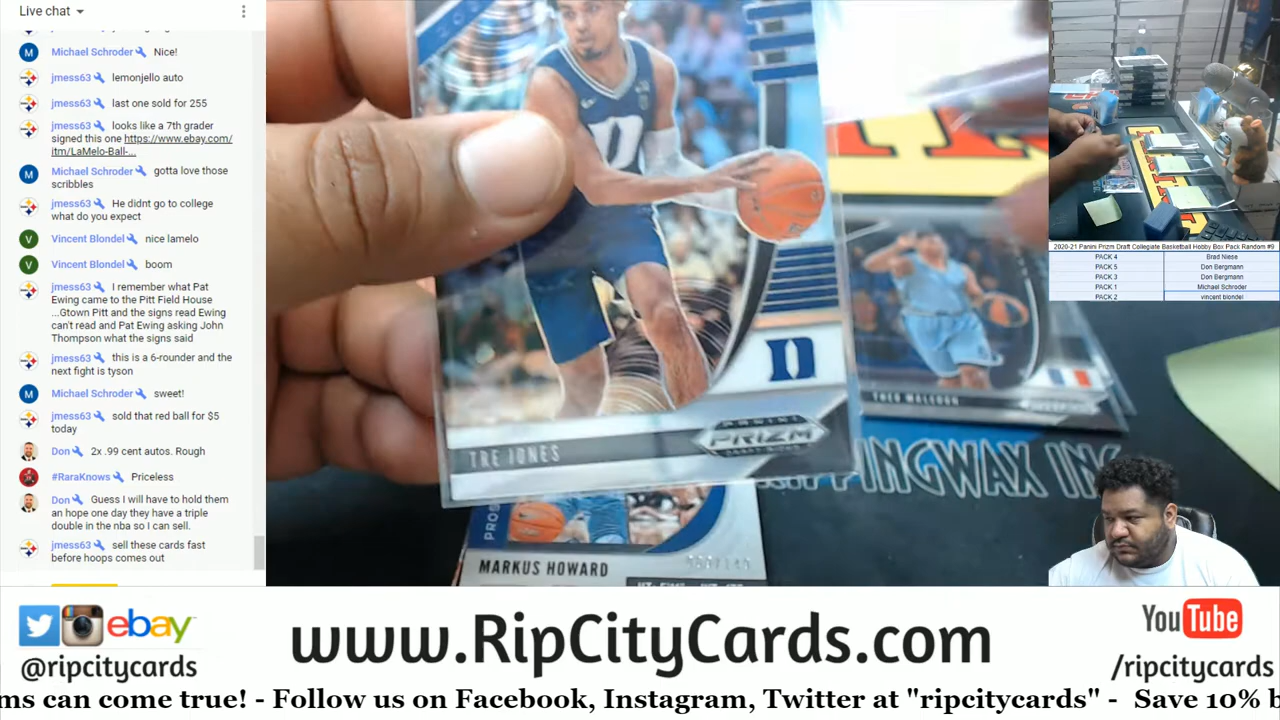 Live chat
Michael Schroder Nice!
jmess63 lemonjello auto
jmess63 last one sold for 255
jmess63 looks like a 7th grader
signed this one https://www.ebay.com/
itm/LaMelo-Ball-...
Michael Schroder gotta love those
scribbles
jmess63 He didnt go to college
what do you expect
Vincent Blondel nice lamelo
Vincent Blondel boom
jmess63 I remember what Pat
Ewing came to the Pitt Field House
...Gtown Pitt and the signs read Ewing
can't read and Pat Ewing asking John
Thompson what the signs said
jmess63 this is a 6-rounder and the
next fight is tyson
Michael Schroder sweet!
jmess63 sold that red ball for $5
today
Don 2x .99 cent autos. Rough
#RaraKnows Priceless
Don Guess I will have to hold them
an hope one day they have a triple
double in the nba so I can sell.
jmess63 sell these cards fast
before hoops comes out
D
PANINI
PRIZM
TRE JONES
THEO MALEDON
PROS
MARKUS HOWARD
RIPPINGWAX INC
2020-21 Panini Prizm Draft Collegiate Basketball Hobby Box Pack Random #9
PACK 4 Brad Niese
PACK 5 Don Bergmann
PACK 3 Don Bergmann
PACK 1 Michael Schroder
PACK 2 vincent blondel
ebay
@ripcitycards
www.RipCityCards.com
YouTube
/ripcitycards
ms can come true! - Follow us on Facebook, Instagram, Twitter at "ripcitycards" - Save 10% b